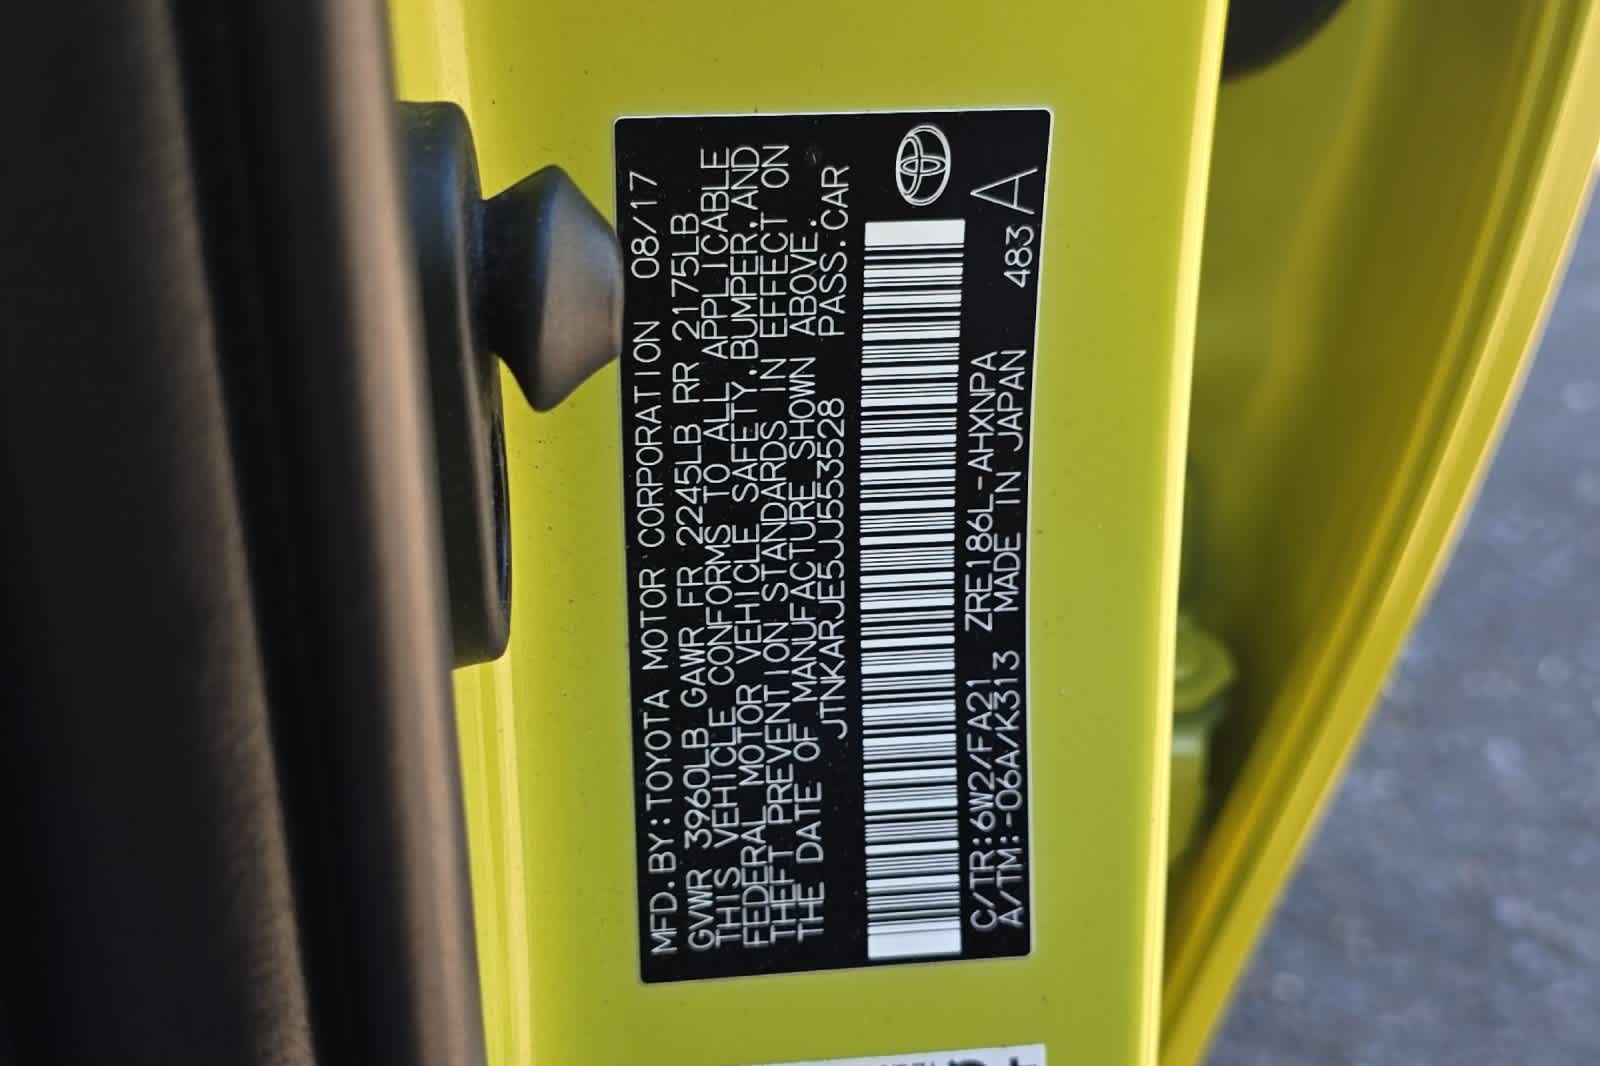 MFD.BY:TOYOTA MOTOR CORPORATION 08/17
GVWR 3960LB GAWR FR 2245LB RR 2175LB
THIS VEHICLE CONFORMS TO ALL APPLICABLE
FEDERAL MOTOR VEHICLE SAFETY,BUMPER,AND
THEFT PREVENTION STANDARDS IN EFFECT ON
THE DATE OF MANUFACTURE SHOWN ABOVE.
JTNKARJE5JJ553528 PASS.CAR
C/TR:6W2/FA21 ZRE186L-AHXNPA
A/TM:-06A/K313 MADE IN JAPAN 483 A